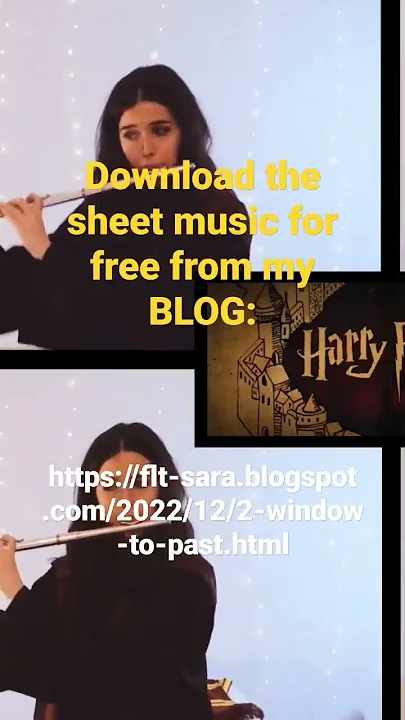 Download the
sheet music for
free from my
BLOG:
Harry
https://flt-sara.blogspot
.com/2022/12/2-window
-to-past.html